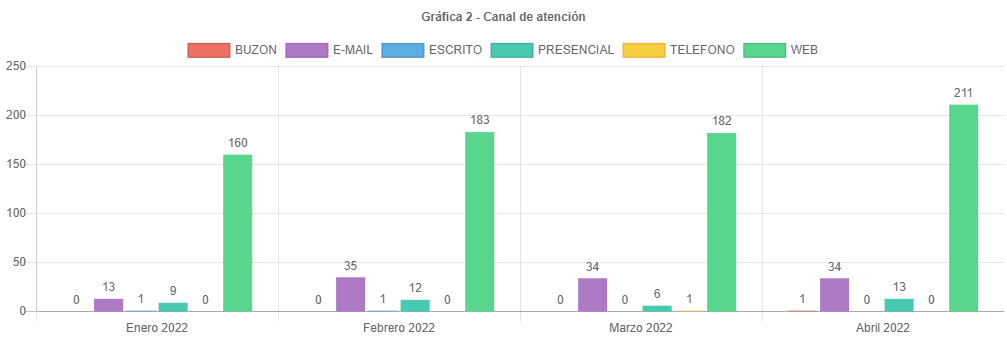 Gráfica 2 - Canal de atención
BUZON E-MAIL ESCRITO PRESENCIAL TELEFONO WEB
250
200
150
100
50
0
0 13 1 9 0 160
0 35 1 12 0 183
0 34 0 6 1 182
1 34 0 13 0 211
Enero 2022 Febrero 2022 Marzo 2022 Abril 2022